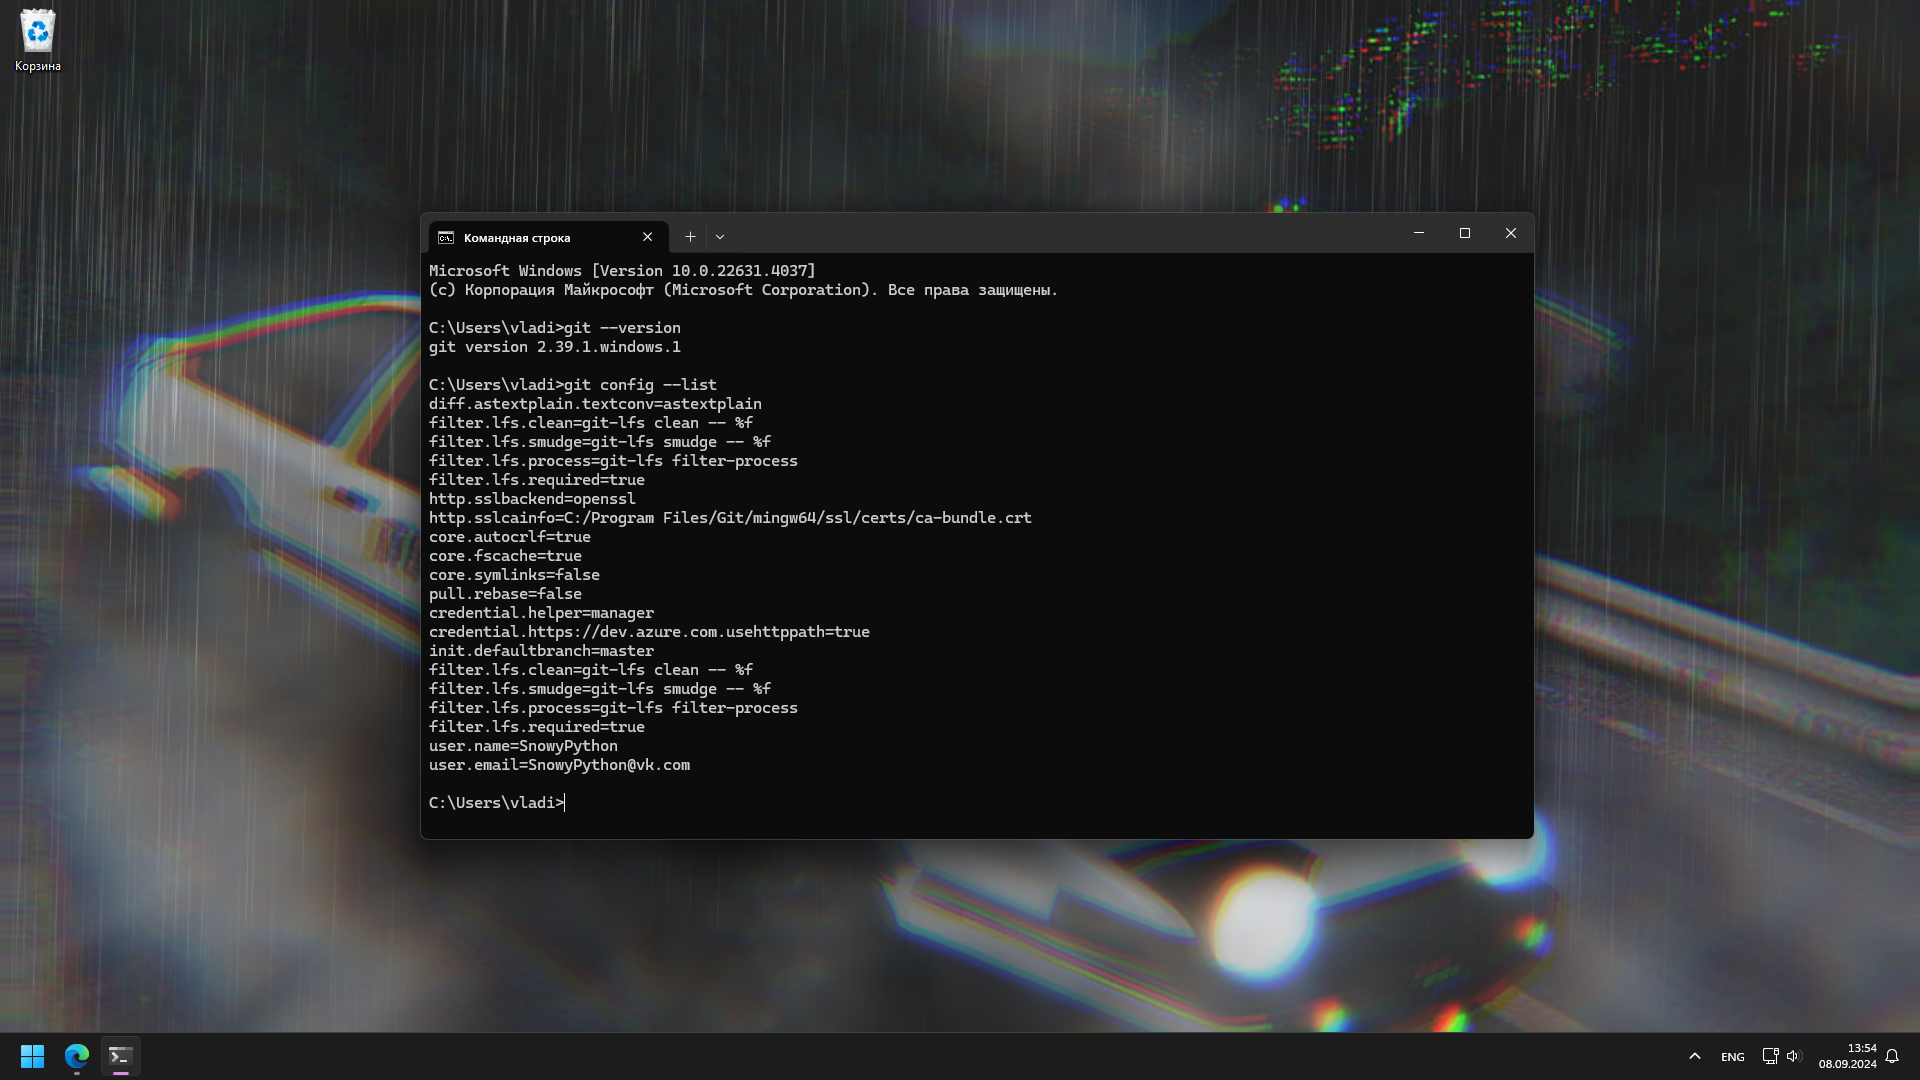 Корзина
Командная строка
Microsoft Windows [Version 10.0.22631.4037]
(c) Корпорация Майкрософт (Microsoft Corporation). Все права защищены.
C:\Users\vladi>git --version
git version 2.39.1.windows.1
C:\Users\vladi>git config --list
diff.astextplain.textconv=astextplain
filter.lfs.clean=git-lfs clean -- %f
filter.lfs.smudge=git-lfs smudge -- %f
filter.lfs.process=git-lfs filter-process
filter.lfs.required=true
http.sslbackend=openssl
http.sslcainfo=C:/Program Files/Git/mingw64/ssl/certs/ca-bundle.crt
core.autocrlf=true
core.fscache=true
core.symlinks=false
pull.rebase=false
credential.helper=manager
credential.https://dev.azure.com.usehttppath=true
init.defaultbranch=master
filter.lfs.clean=git-lfs clean -- %f
filter.lfs.smudge=git-lfs smudge -- %f
filter.lfs.process=git-lfs filter-process
filter.lfs.required=true
user.name=SnowyPython
user.email=SnowyPython@vk.com
C:\Users\vladi>
ENG
13:54
08.09.2024